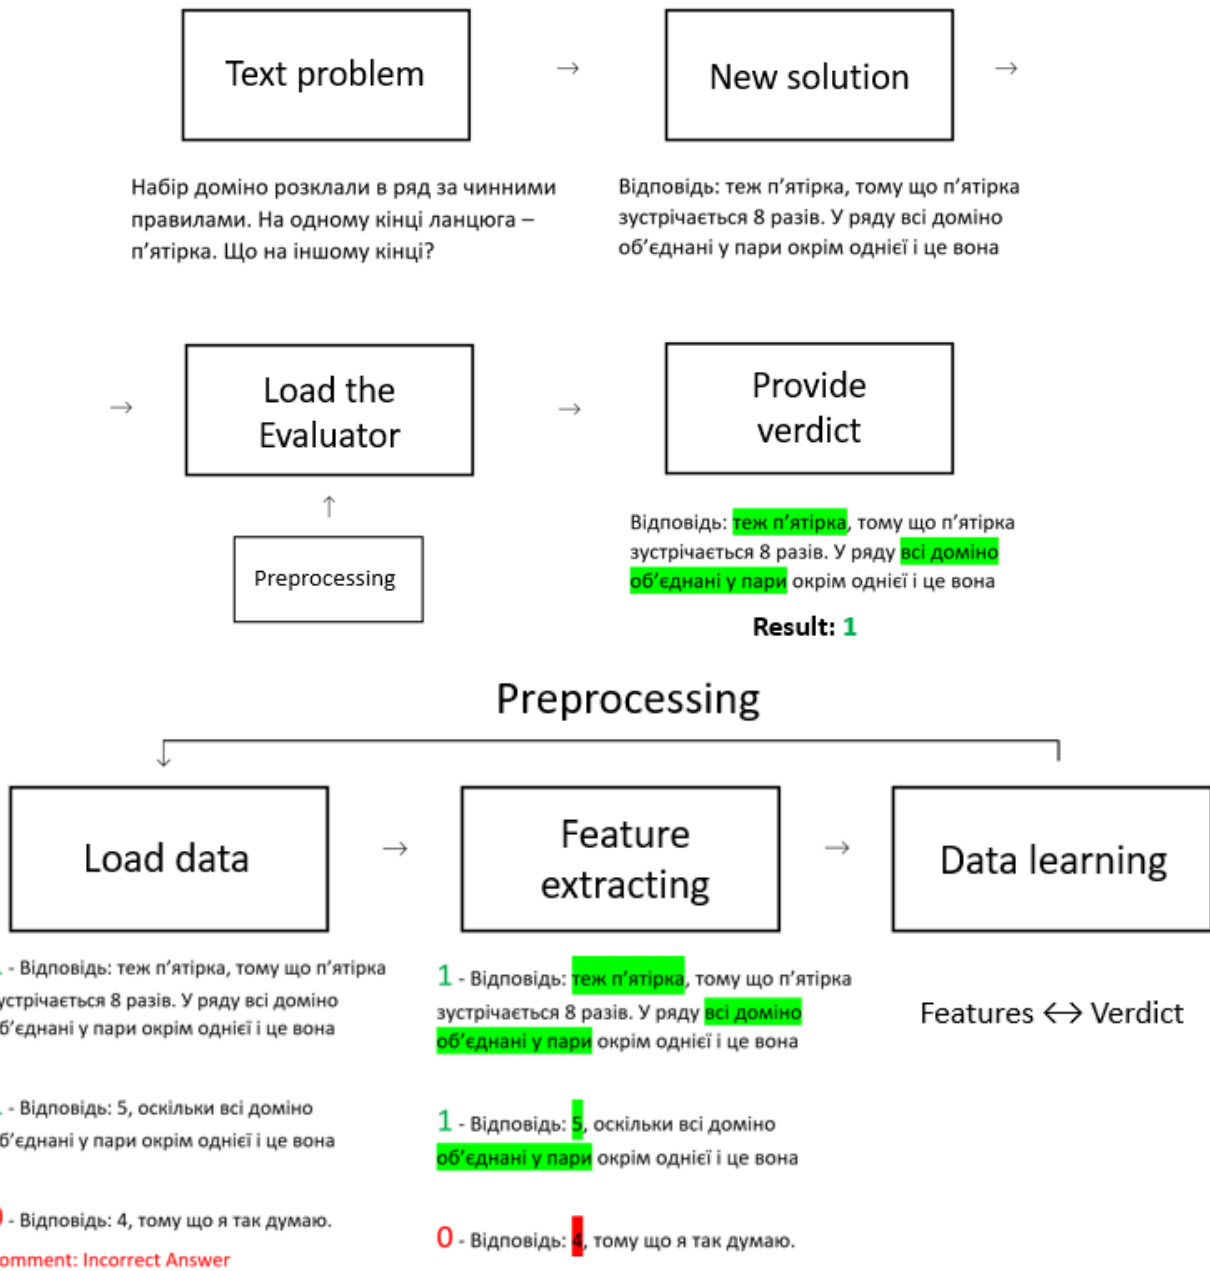 Text problem
→
New solution
→
Набір доміно розклали в ряд за чинними
правилами. На одному кінці ланцюга –
п’ятірка. Що на іншому кінці?
Відповідь: теж п’ятірка, тому що п’ятірка
зустрічається 8 разів. У ряду всі доміно
об’єднані у пари окрім однієї і це вона
→
Load the
Evaluator
→
Provide
verdict
↑
Preprocessing
Відповідь: теж п’ятірка, тому що п’ятірка
зустрічається 8 разів. У ряду всі доміно
об’єднані у пари окрім однієї і це вона
Result: 1
Preprocessing
Load data
→
Feature
extracting
→
Data learning
- Відповідь: теж п’ятірка, тому що п’ятірка
устрічається 8 разів. У ряду всі доміно
б’єднані у пари окрім однієї і це вона
- Відповідь: 5, оскільки всі доміно
б’єднані у пари окрім однієї і це вона
- Відповідь: 4, тому що я так думаю.
omment: Incorrect Answer
1 - Відповідь: теж п’ятірка, тому що п’ятірка
зустрічається 8 разів. У ряду всі доміно
об’єднані у пари окрім однієї і це вона
1 - Відповідь: 5, оскільки всі доміно
об’єднані у пари окрім однієї і це вона
0 - Відповідь: 4, тому що я так думаю.
Features ↔ Verdict